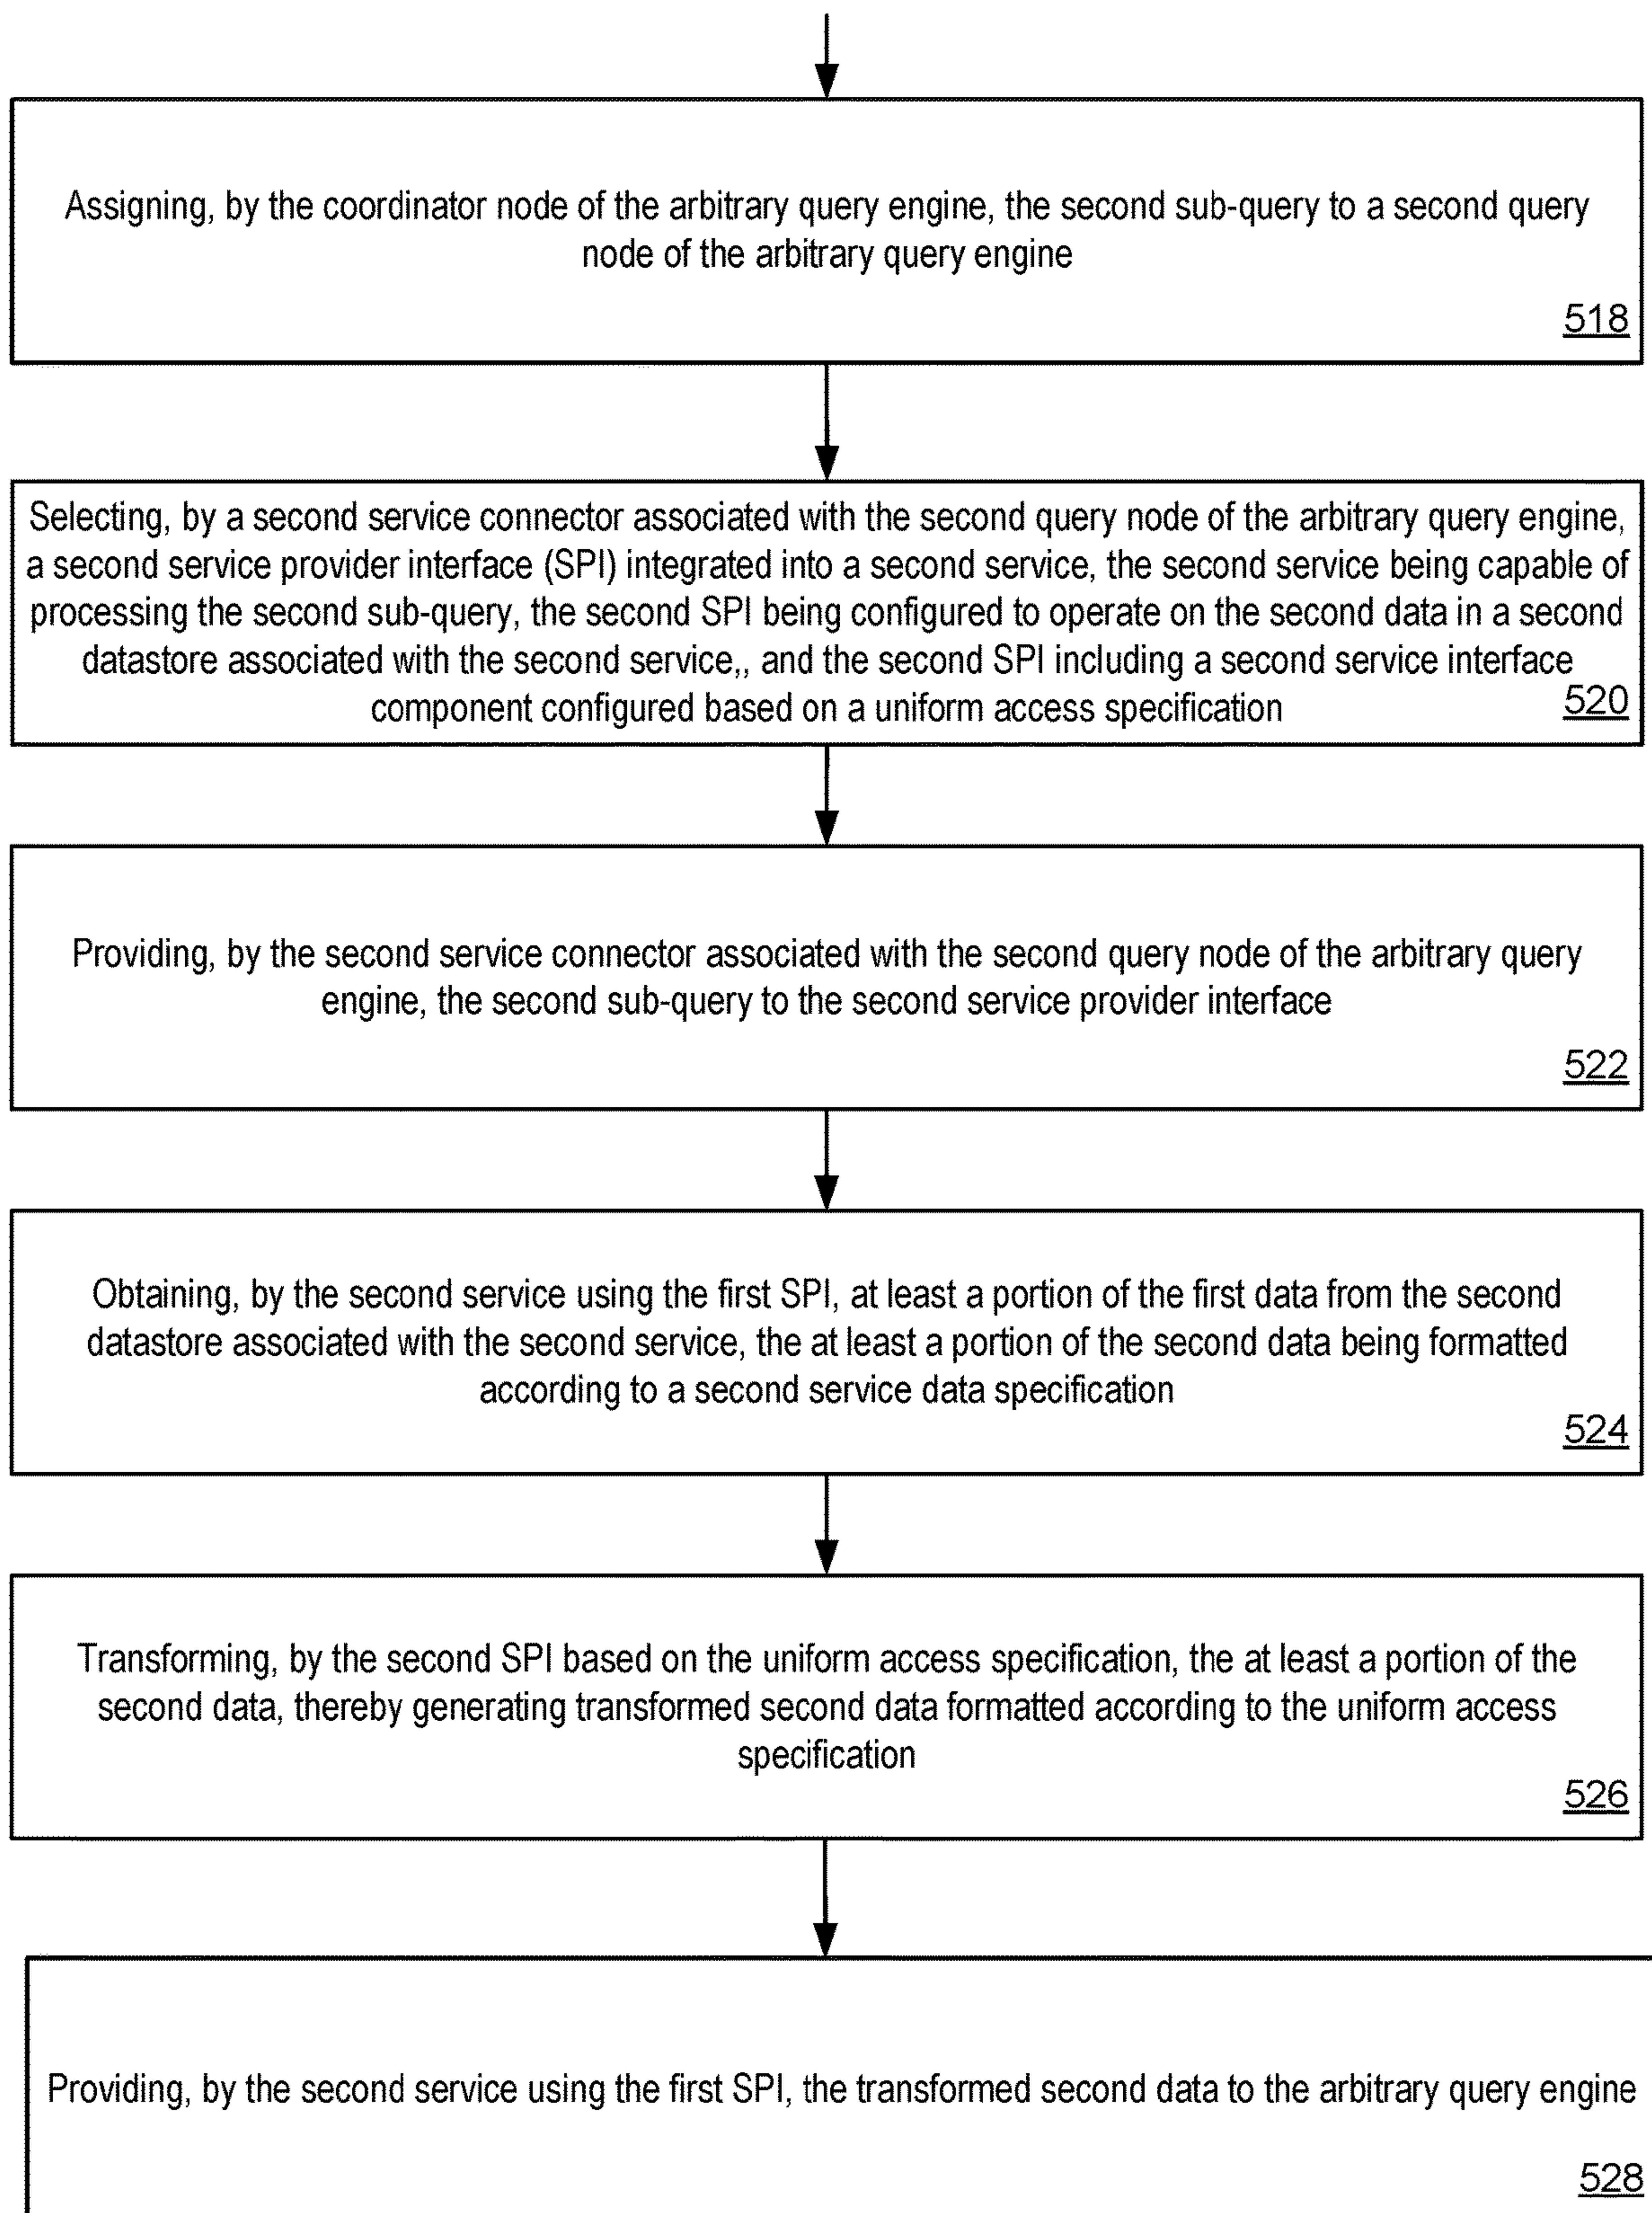 Assigning, by the coordinator node of the arbitrary query engine, the second sub-query to a second query
node of the arbitrary query engine
518
Selecting, by a second service connector associated with the second query node of the arbitrary query engine,
a second service provider interface (SPI) integrated into a second service, the second service being capable of
processing the second sub-query, the second SPI being configured to operate on the second data in a second
datastore associated with the second service,, and the second SPI including a second service interface
component configured based on a uniform access specification
520
Providing, by the second service connector associated with the second query node of the arbitrary query
engine, the second sub-query to the second service provider interface
522
Obtaining, by the second service using the first SPI, at least a portion of the first data from the second
datastore associated with the second service, the at least a portion of the second data being formatted
according to a second service data specification
524
Transforming, by the second SPI based on the uniform access specification, the at least a portion of the
second data, thereby generating transformed second data formatted according to the uniform access
specification
526
Providing, by the second service using the first SPI, the transformed second data to the arbitrary query engine
528